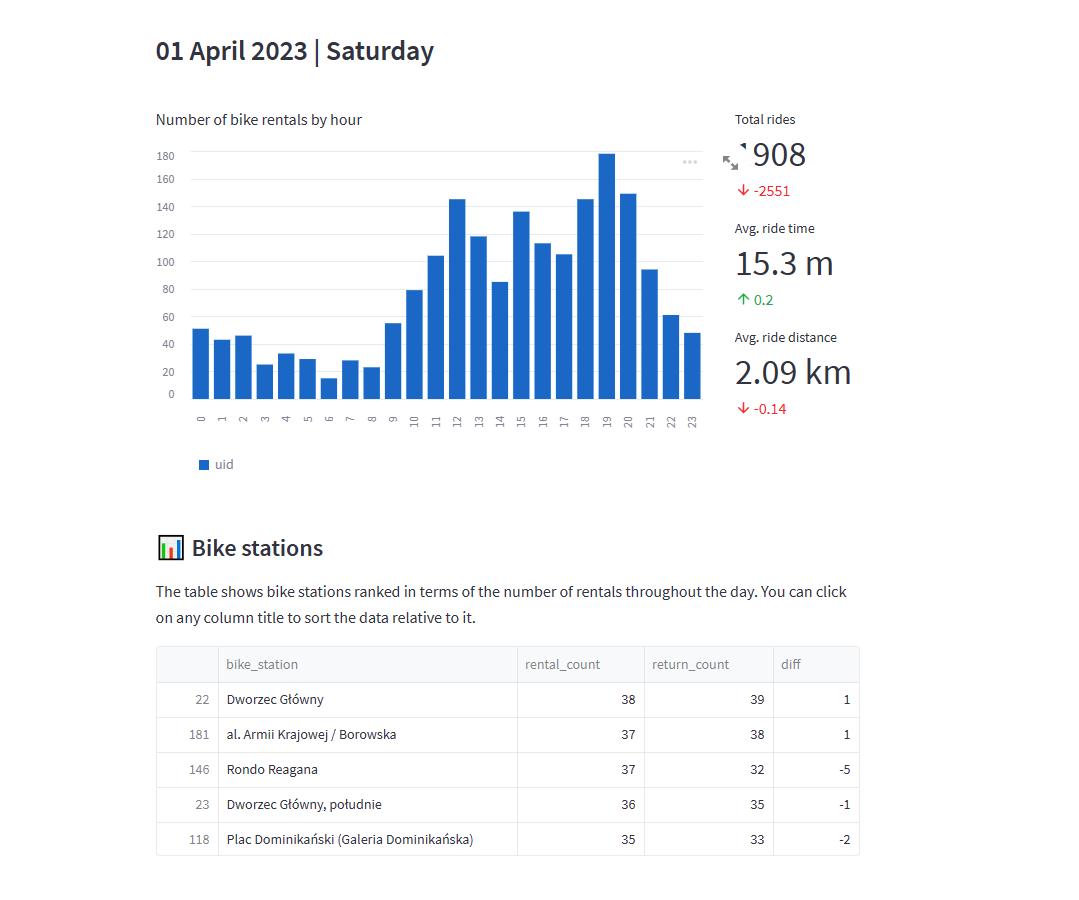 01 April 2023 | Saturday
Number of bike rentals by hour
180
160
140
120
100
80
60
40
20
0
0 1 2 3 4 5 6 7 8 9 10 11 12 13 14 15 16 17 18 19 20 21 22 23
uid
Total rides
908
-2551
Avg. ride time
15.3 m
0.2
Avg. ride distance
2.09 km
-0.14
Bike stations
The table shows bike stations ranked in terms of the number of rentals throughout the day. You can click
on any column title to sort the data relative to it.
bike_station rental_count return_count diff
22 Dworzec Główny 38 39 1
181 al. Armii Krajowej / Borowska 37 38 1
146 Rondo Reagana 37 32 -5
23 Dworzec Główny, południe 36 35 -1
118 Plac Dominikański (Galeria Dominikańska) 35 33 -2